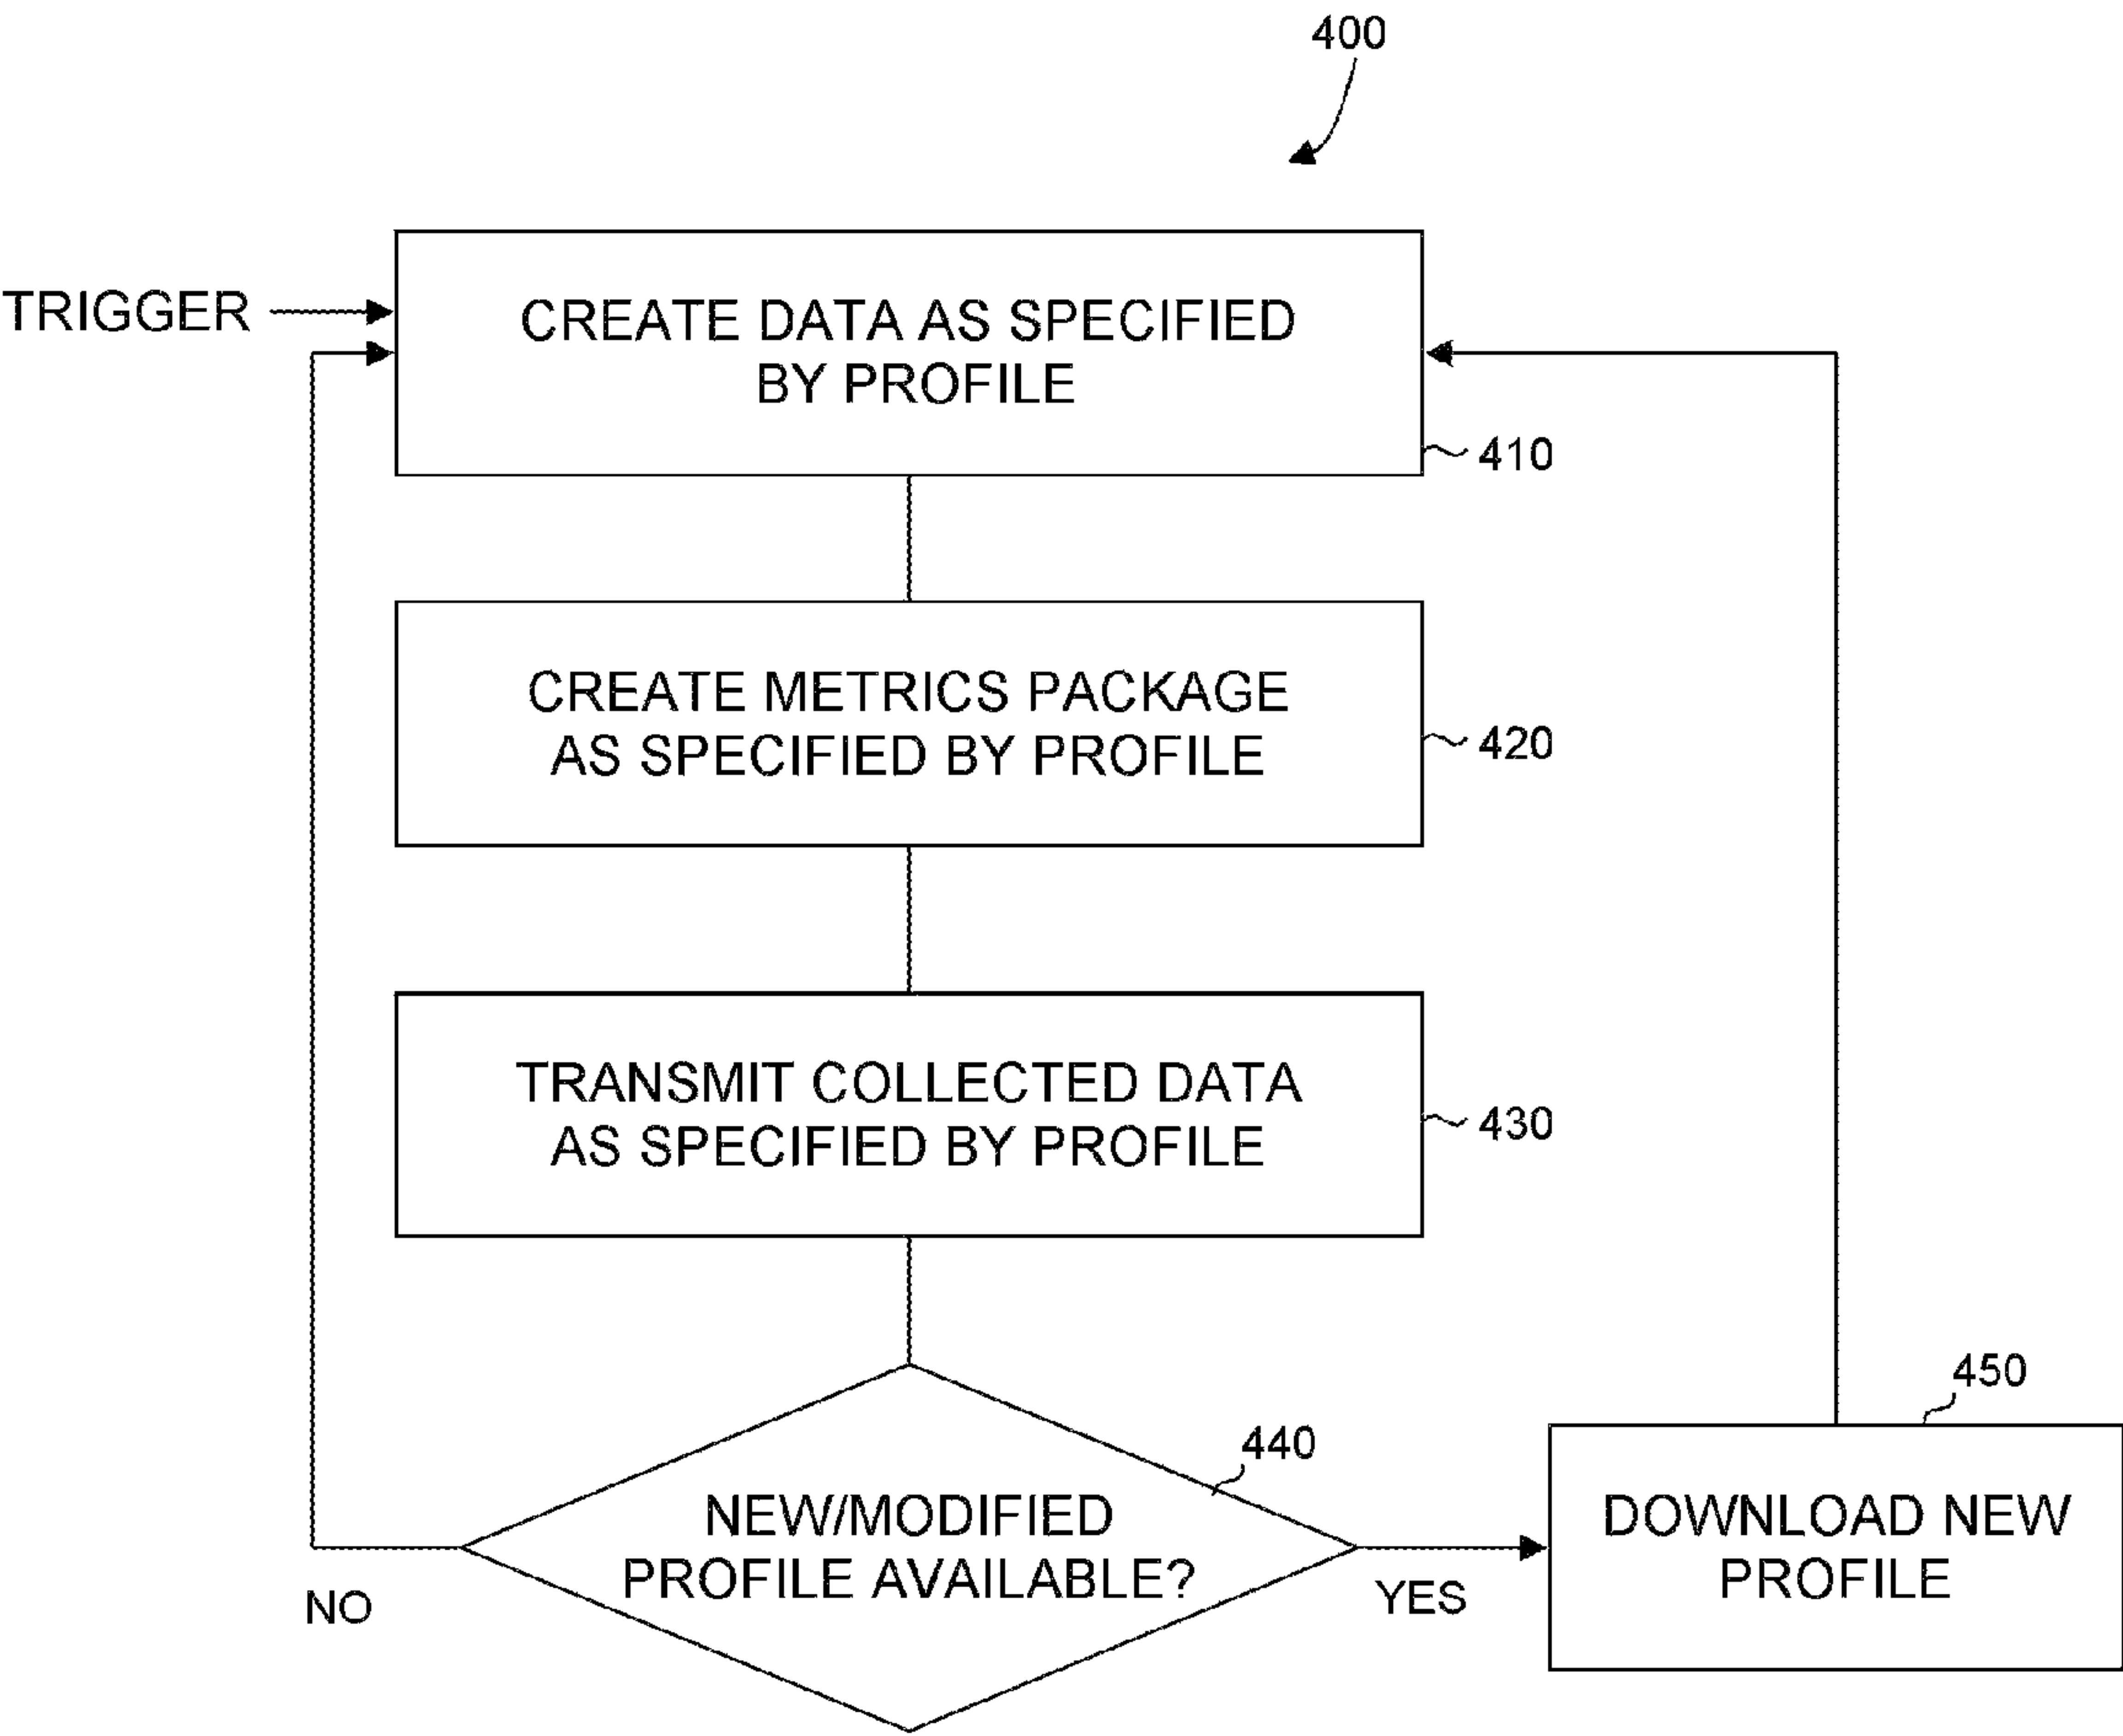 400
TRIGGER
CREATE DATA AS SPECIFIED
BY PROFILE
410
CREATE METRICS PACKAGE
AS SPECIFIED BY PROFILE
420
TRANSMIT COLLECTED DATA
AS SPECIFIED BY PROFILE
430
440
NEW/MODIFIED
PROFILE AVAILABLE?
NO
YES
450
DOWNLOAD NEW
PROFILE